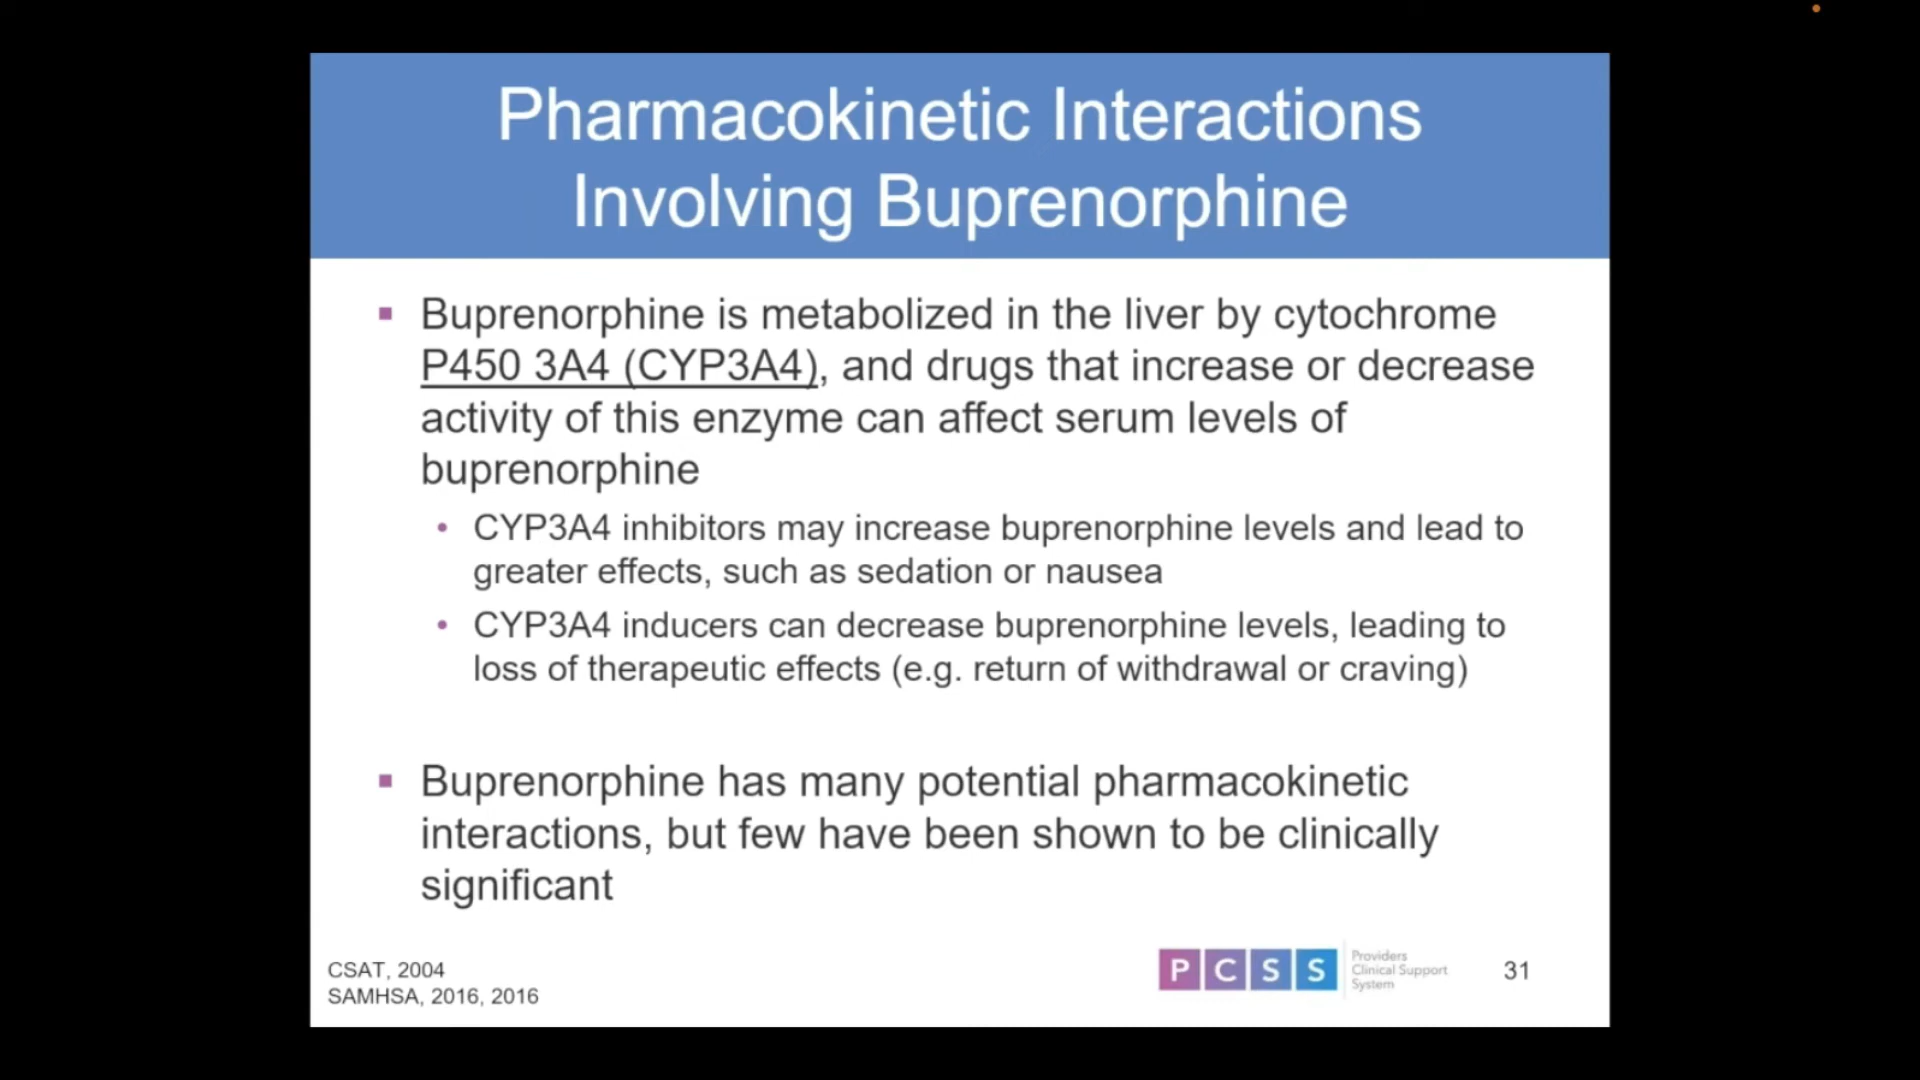 Pharmacokinetic Interactions
Involving Buprenorphine
▪ Buprenorphine is metabolized in the liver by cytochrome
P450 3A4 (CYP3A4), and drugs that increase or decrease
activity of this enzyme can affect serum levels of
buprenorphine
• CYP3A4 inhibitors may increase buprenorphine levels and lead to
greater effects, such as sedation or nausea
• CYP3A4 inducers can decrease buprenorphine levels, leading to
loss of therapeutic effects (e.g. return of withdrawal or craving)
▪ Buprenorphine has many potential pharmacokinetic
interactions, but few have been shown to be clinically
significant
CSAT, 2004
SAMHSA, 2016, 2016
PCSS
Providers
Clinical Support
System
31